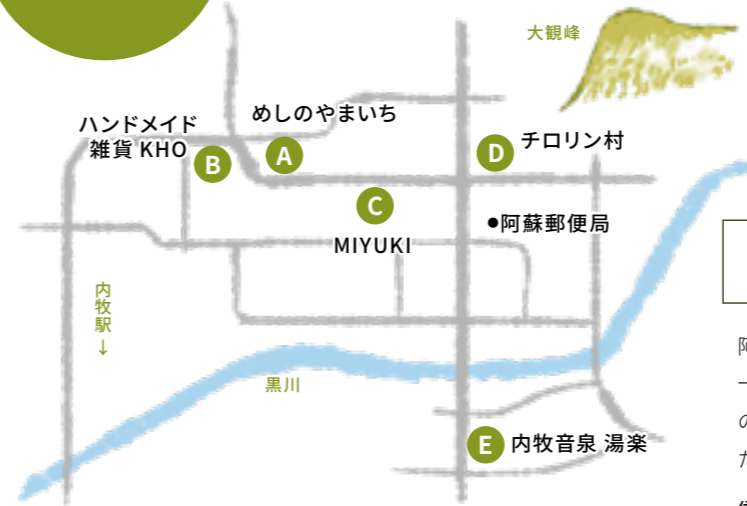 大観峰
めしのやまいち
ハンドメイド
雑貨 KHO
A
B
D
チロリン村
C
●阿蘇郵便局
MIYUKI
内牧駅↓
黒川
E
内牧音泉 湯楽